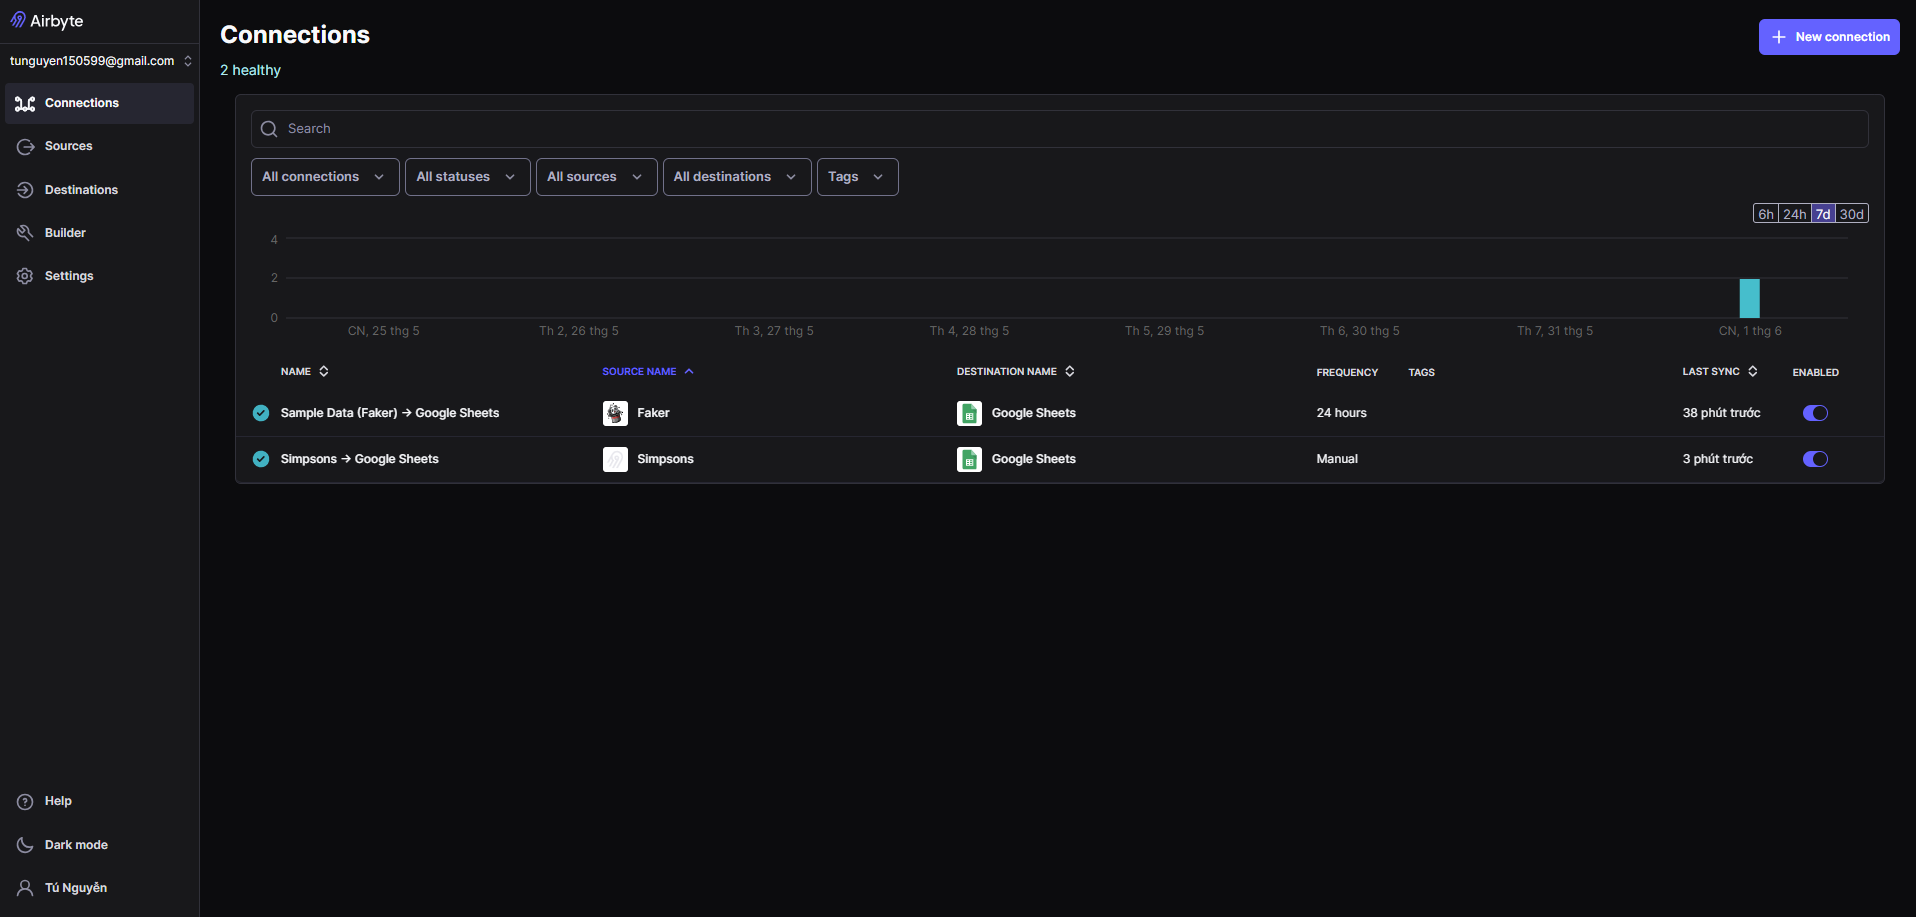 Airbyte
tunguyen150599@gmail.com
Connections
Sources
Destinations
Builder
Settings
Help
Dark mode
Tú Nguyễn
Connections
New connection
2 healthy
Search
All connections All statuses All sources All destinations Tags
6h 24h 7d 30d
4
2
0
CN, 25 thg 5 Th 2, 26 thg 5 Th 3, 27 thg 5 Th 4, 28 thg 5 Th 5, 29 thg 5 Th 6, 30 thg 5 Th 7, 31 thg 5 CN, 1 thg 6
NAME SOURCE NAME DESTINATION NAME FREQUENCY TAGS LAST SYNC ENABLED
Sample Data (Faker) → Google Sheets Faker Google Sheets 24 hours 38 phút trước
Simpsons → Google Sheets Simpsons Google Sheets Manual 3 phút trước